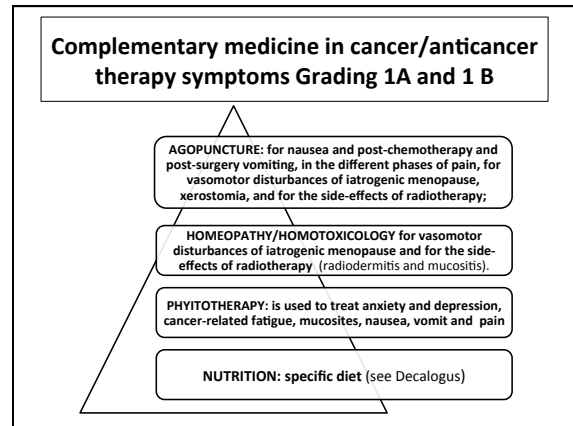 Complementary medicine in cancer/anticancer
therapy symptoms Grading 1A and 1 B
AGOPUNCTURE: for nausea and post-chemotherapy and
post-surgery vomiting, in the different phases of pain, for
vasomotor disturbances of iatrogenic menopause,
xerostomia, and for the side-effects of radiotherapy;
HOMEOPATHY/HOMOTOXICOLOGY for vasomotor
disturbances of iatrogenic menopause and for the side-
effects of radiotherapy (radiodermitis and mucositis).
PHYITOTHERAPY: is used to treat anxiety and depression,
cancer-related fatigue, mucosites, nausea, vomit and pain
NUTRITION: specific diet (see Decalogus)